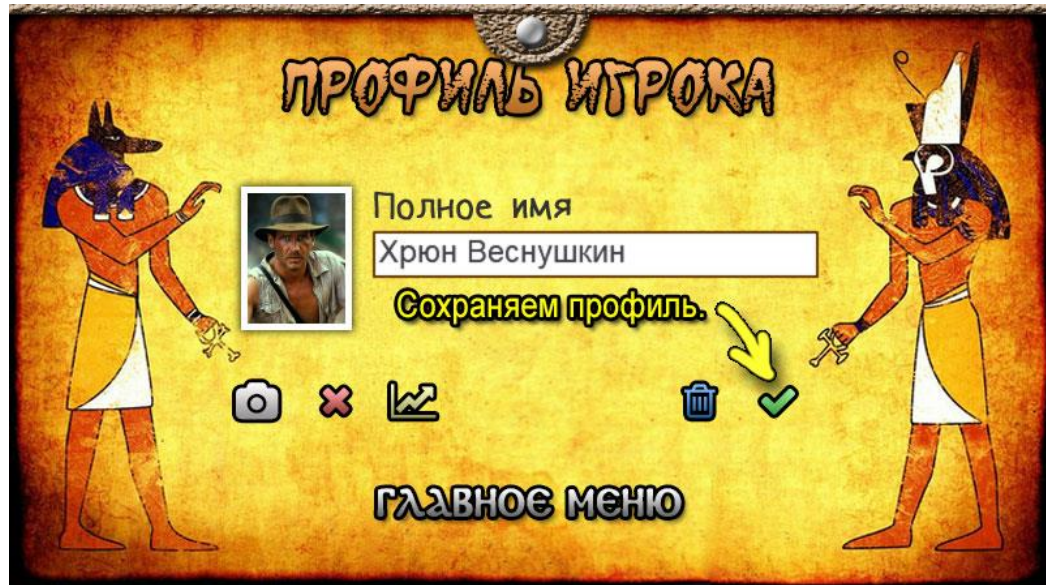 ПРОФИЛЬ ИГРОКА
Полное имя
Хрюн Веснушкин
Сохраняем профиль.
ГЛАВНОЕ МЕНЮ